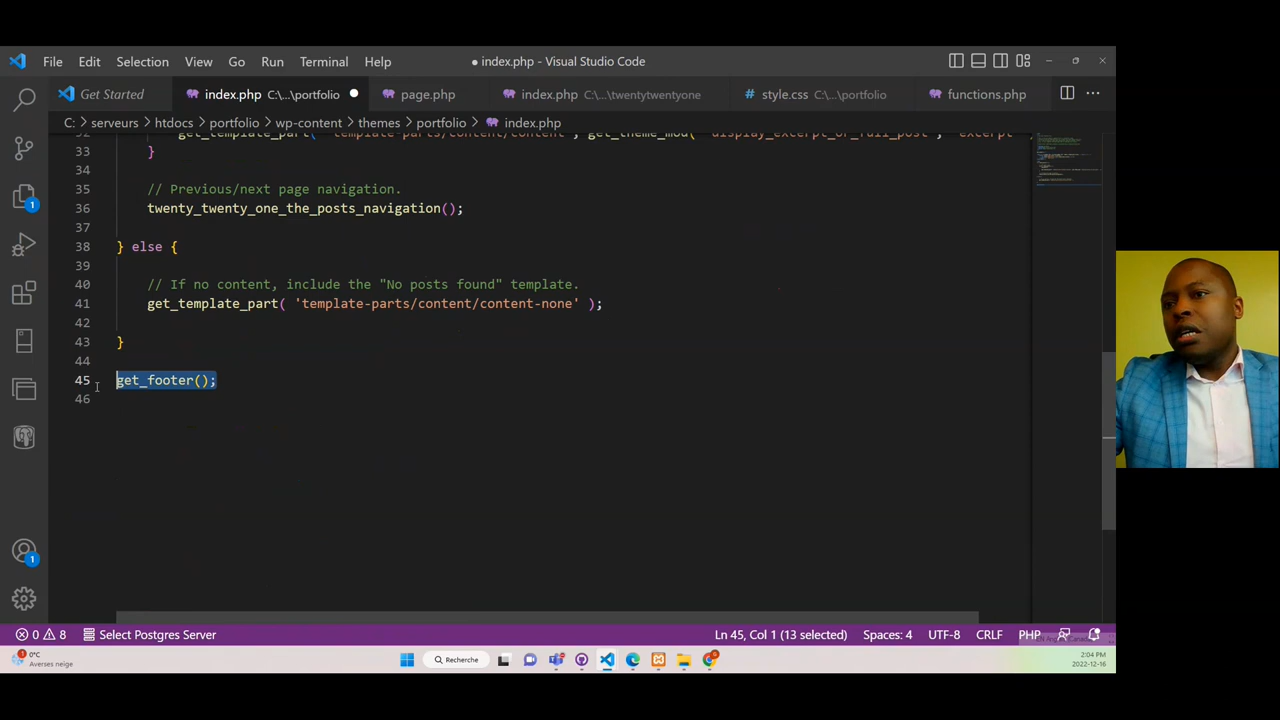 File Edit Selection View Go Run Terminal Help
● index.php - Visual Studio Code
Get Started
index.php C:\...\portfolio
page.php
index.php C:\...\twentytwentyone
style.css C:\...\portfolio
functions.php
C: > serveurs > htdocs > portfolio > wp-content > themes > portfolio > index.php
32 get_template_part( 'template-parts/content/content', get_theme_mod( 'display_excerpt_or_full_post', 'excerpt'
33 }
34
35 // Previous/next page navigation.
36 twenty_twenty_one_the_posts_navigation();
37
38 } else {
39
40 // If no content, include the "No posts found" template.
41 get_template_part( 'template-parts/content/content-none' );
42
43 }
44
45 get_footer();
46
1
1
0 8 Select Postgres Server
Ln 45, Col 1 (13 selected) Spaces: 4 UTF-8 CRLF PHP
0°C
Averses neige
Recherche
2:04 PM
2022-12-16